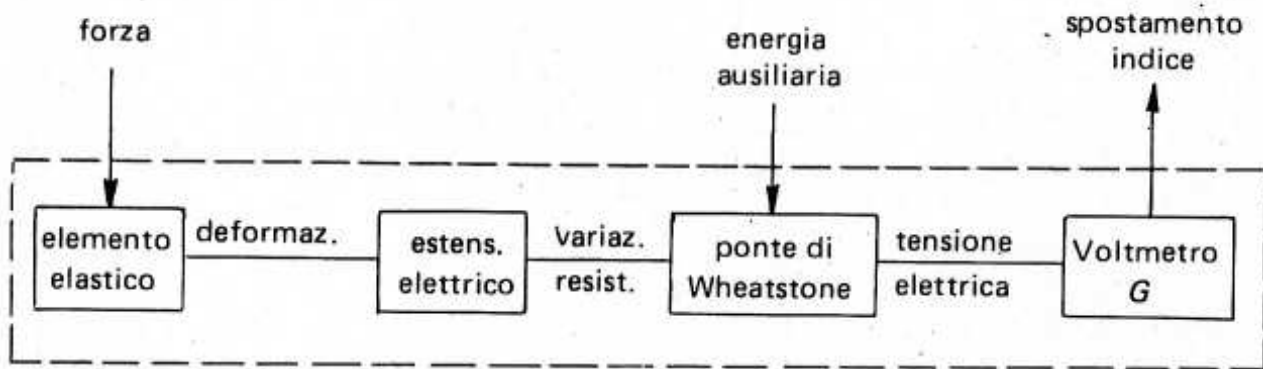 forza
energia
ausiliaria
spostamento
indice
elemento
elastico
deformaz.
estens.
elettrico
variaz.
resist.
ponte di
Wheatstone
tensione
elettrica
Voltmetro
G